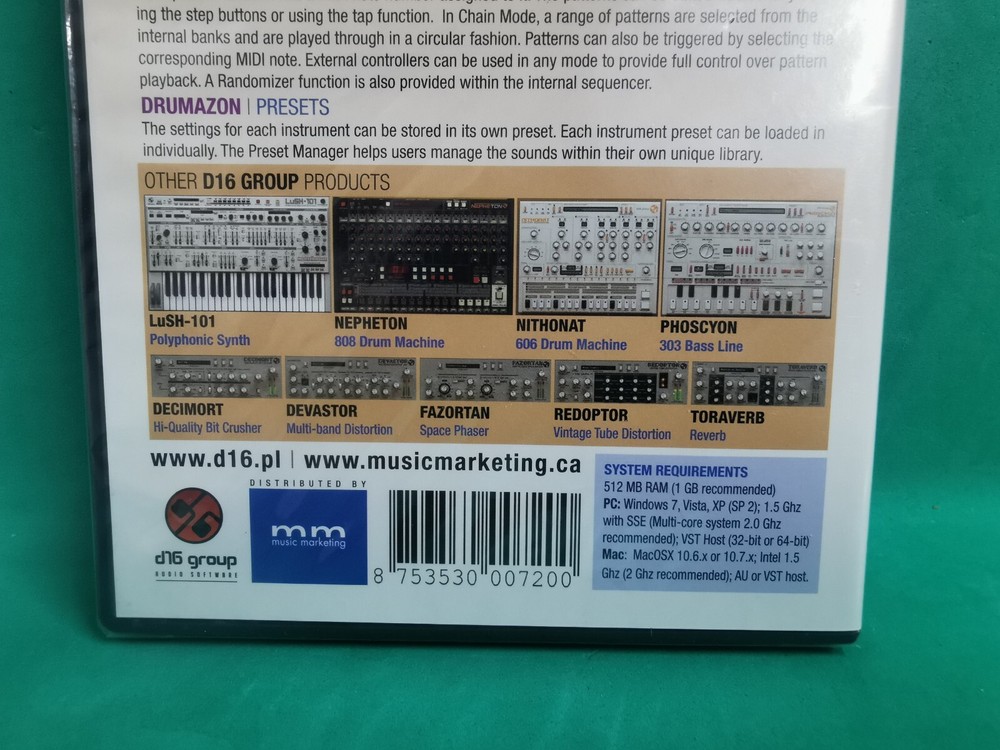 ing the step buttons or using the tap function. In Chain Mode, a range of patterns are selected from the
internal banks and are played through in a circular fashion. Patterns can also be triggered by selecting the
corresponding MIDI note. External controllers can be used in any mode to provide full control over pattern
playback. A Randomizer function is also provided within the internal sequencer.
DRUMAZON | PRESETS
The settings for each instrument can be stored in its own preset. Each instrument preset can be loaded in
individually. The Preset Manager helps users manage the sounds within their own unique library.
OTHER D16 GROUP PRODUCTS
LuSH-101
LuSH-101
Polyphonic Synth
NEPHETON
808 Drum Machine
NITHONAT
606 Drum Machine
PHOSCYON
303 Bass Line
DECIMORT
Hi-Quality Bit Crusher
DEVASTOR
Multi-band Distortion
FAZORTAN
FAZORTAN
Space Phaser
REDOPTOR
Vintage Tube Distortion
TORAVERB
Reverb
www.d16.pl | www.musicmarketing.ca
d16 group
AUDIO SOFTWARE
DISTRIBUTED BY
mm
music marketing
8 753530 007200
SYSTEM REQUIREMENTS
512 MB RAM (1 GB recommended)
PC: Windows 7, Vista, XP (SP 2); 1.5 Ghz
with SSE (Multi-core system 2.0 Ghz
recommended); VST Host (32-bit or 64-bit)
Mac: MacOSX 10.6.x or 10.7.x; Intel 1.5
Ghz (2 Ghz recommended); AU or VST host.